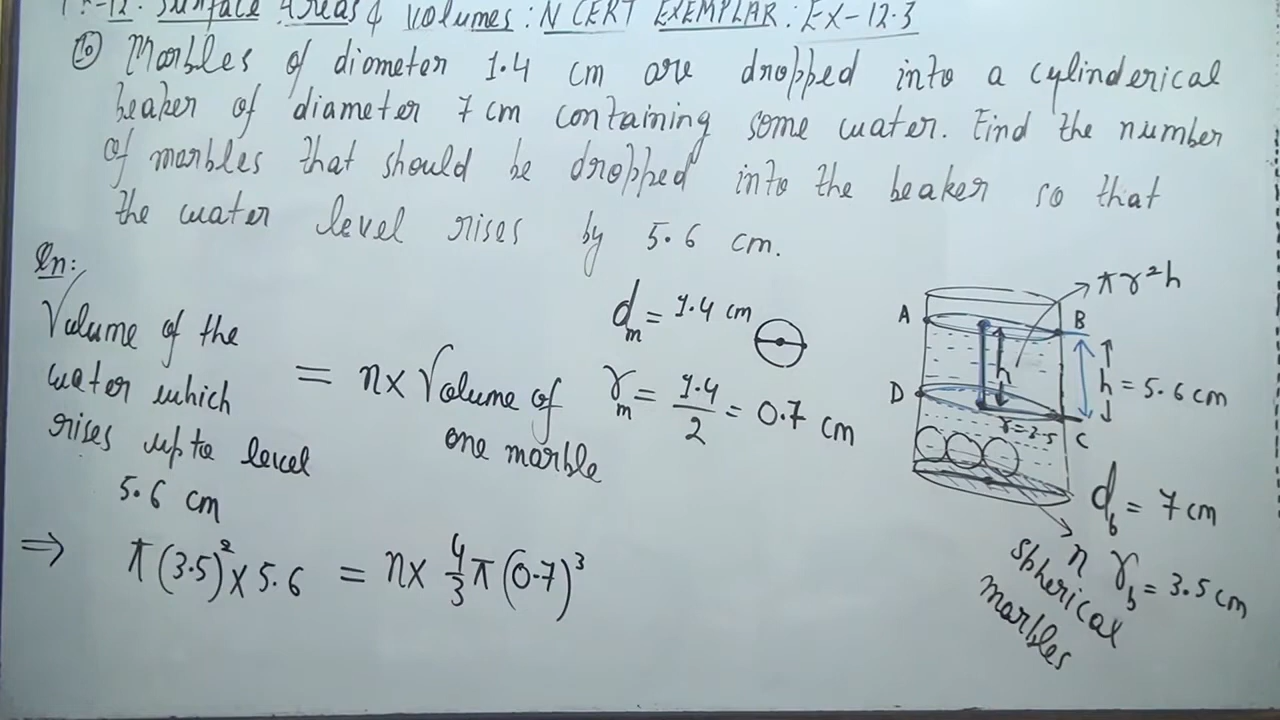 12: Surface Areas & Volumes: NCERT EXEMPLAR: EX-12.3
⑩ Marbles of diameter 1.4 cm are dropped into a cylinderical
beaker of diameter 7 cm containing some water. Find the number
of marbles that should be dropped into the beaker so that
the water level rises by 5.6 cm.
Sn:
Volume of the
water which
rises upto level
5.6 cm
= n× Volume of
one marble
d_m = 1.4 cm
r_m = 1.4/2 = 0.7 cm
⇒ π(3.5)²×5.6 = n× 4/3 π(0.7)³
πr²h
A B
h
h = 5.6 cm
D C
r=3.5
d_b = 7 cm
r_b = 3.5 cm
n
spherical
marbles